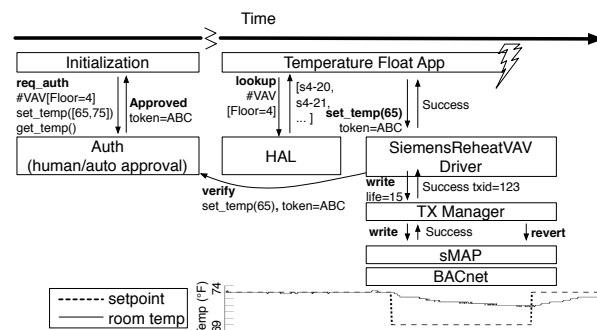 Time
Initialization
Temperature Float App
req_auth
#VAV[Floor=4]
set_temp([65,75])
get_temp()
Approved
token=ABC
lookup
#VAV
[Floor=4]
[s4-20,
s4-21,
... ]
set_temp(65)
token=ABC
Success
Auth
(human/auto approval)
HAL
SiemensReheatVAV
Driver
verify
set_temp(65), token=ABC
write
life=15
Success txid=123
TX Manager
write
Success
revert
sMAP
BACnet
setpoint
room temp
74
69
Temp (°F)